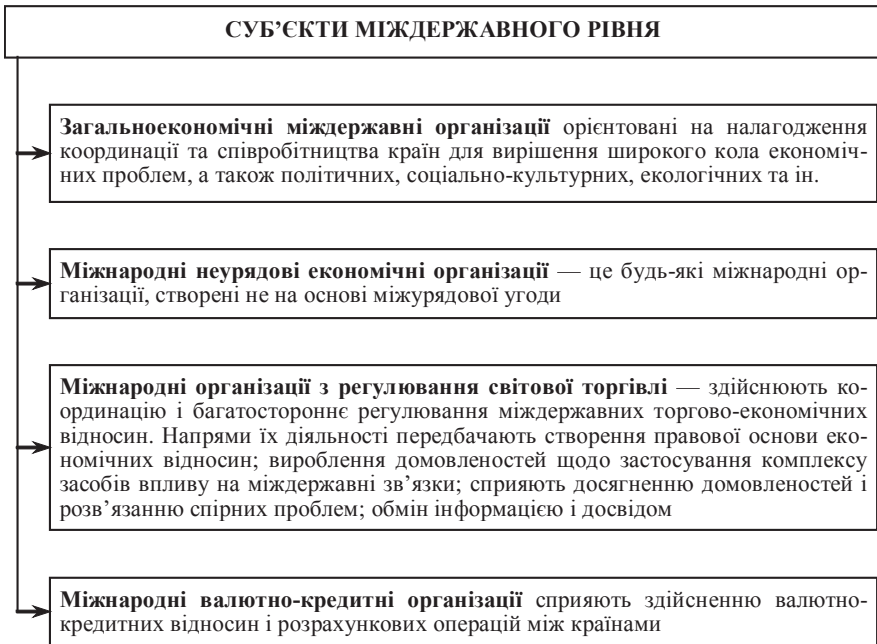 СУБ’ЄКТИ МІЖДЕРЖАВНОГО РІВНЯ
Загальноекономічні міждержавні організації орієнтовані на налагодження
координації та співробітництва країн для вирішення широкого кола економіч-
них проблем, а також політичних, соціально-культурних, екологічних та ін.
Міжнародні неурядові економічні організації — це будь-які міжнародні ор-
ганізації, створені не на основі міжурядової угоди
Міжнародні організації з регулювання світової торгівлі — здійснюють ко-
ординацію і багатостороннє регулювання міждержавних торгово-економічних
відносин. Напрями їх діяльності передбачають створення правової основи еко-
номічних відносин; вироблення домовленостей щодо застосування комплексу
засобів впливу на міждержавні зв’язки; сприяють досягненню домовленостей і
розв’язанню спірних проблем; обмін інформацією і досвідом
Міжнародні валютно-кредитні організації сприяють здійсненню валютно-
кредитних відносин і розрахункових операцій між країнами